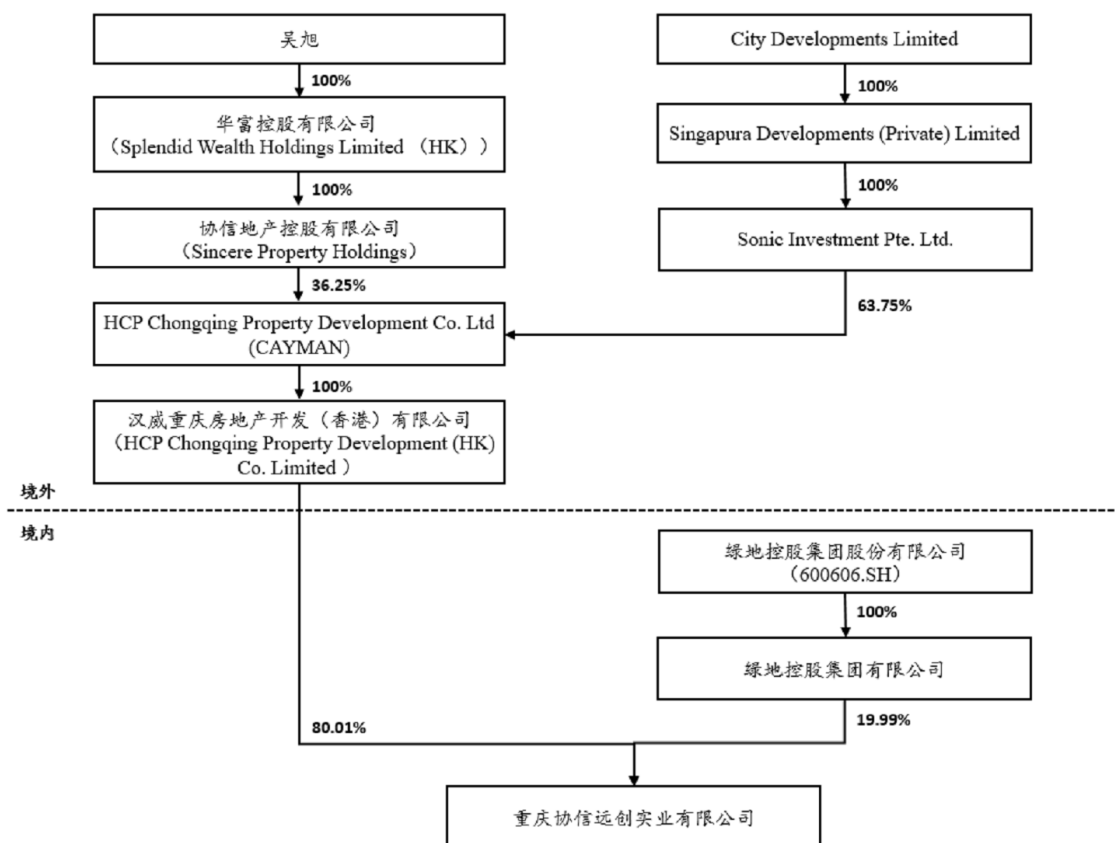 吴旭
City Developments Limited
100%
100%
华富控股有限公司
（Splendid Wealth Holdings Limited （HK））
Singapura Developments (Private) Limited
100%
100%
协信地产控股有限公司
（Sincere Property Holdings）
Sonic Investment Pte. Ltd.
36.25%
63.75%
HCP Chongqing Property Development Co. Ltd
(CAYMAN)
100%
汉威重庆房地产开发（香港）有限公司
（HCP Chongqing Property Development (HK)
Co. Limited ）
境外
境内
绿地控股集团股份有限公司
（600606.SH）
100%
绿地控股集团有限公司
80.01%
19.99%
重庆协信远创实业有限公司